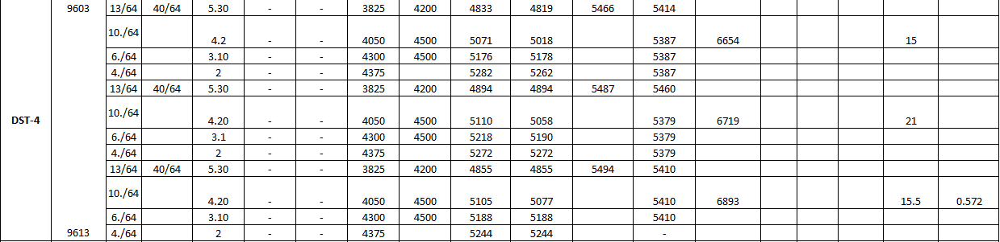 9603 13/64 40/64 5.30 - - 3825 4200 4833 4819 5466 5414
10./64 4.2 - - 4050 4500 5071 5018 5387 6654 15
6./64 3.10 - - 4300 4500 5176 5178 5387
4./64 2 - - 4375 5282 5262 5387
13/64 40/64 5.30 - - 3825 4200 4894 4894 5487 5460
DST-4 10./64 4.20 - - 4050 4500 5110 5058 5379 6719 21
6./64 3.1 - - 4300 4500 5218 5190 5379
4./64 2 - - 4375 5272 5272 5379
13/64 40/64 5.30 - - 3825 4200 4855 4855 5494 5410
10./64 4.20 - - 4050 4500 5105 5077 5410 6893 15.5 0.572
6./64 3.10 - - 4300 4500 5188 5188 5410
9613 4./64 2 - - 4375 5244 5244 -